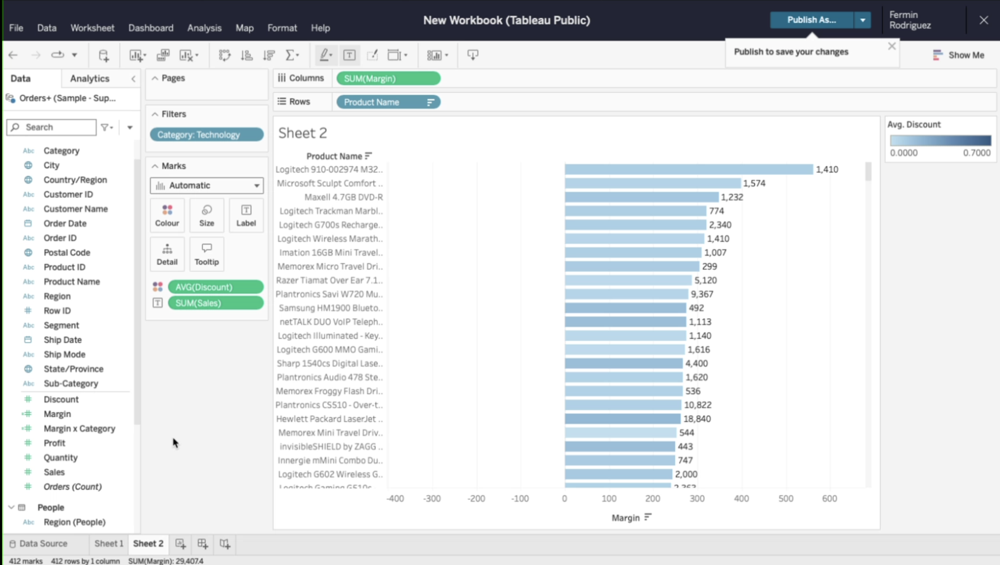 New Workbook (Tableau Public)
Publish As...
Fermin
Rodriguez
File Data Worksheet Dashboard Analysis Map Format Help
Publish to save your changes
Show Me
Data Analytics
Orders+ (Sample - Sup...
Search
Abc Category
City
Country/Region
Abc Customer ID
Abc Customer Name
Order Date
Abc Order ID
Postal Code
Abc Product ID
Abc Product Name
Abc Region
# Row ID
Abc Segment
Ship Date
Abc Ship Mode
State/Province
Abc Sub-Category
# Discount
=# Margin
=# Margin x Category
# Profit
# Quantity
# Sales
# Orders (Count)
People
Abc Region (People)
Pages
Filters
Category: Technology
Marks
Automatic
Colour Size Label
Detail Tooltip
AVG(Discount)
SUM(Sales)
Columns SUM(Margin)
Rows Product Name
Sheet 2
Product Name
Logitech 910-002974 M32.. 1,410
Microsoft Sculpt Comfort .. 1,574
Maxell 4.7GB DVD-R 1,232
Logitech Trackman Marbl.. 774
Logitech G700s Recharge.. 2,340
Logitech Wireless Marath.. 1,410
Imation 16GB Mini Travel.. 1,007
Memorex Micro Travel Dri.. 299
Razer Tiamat Over Ear 7.1.. 5,120
Plantronics Savi W720 Mu.. 9,367
Samsung HM1900 Blueto.. 492
netTALK DUO VoIP Teleph.. 1,113
Logitech Illuminated - Key.. 1,140
Logitech G600 MMO Gami.. 1,616
Sharp 1540cs Digital Lase.. 4,400
Plantronics Audio 478 Ste.. 1,620
Memorex Froggy Flash Dri.. 536
Plantronics CS510 - Over-t.. 10,822
Hewlett Packard LaserJet .. 18,840
Memorex Mini Travel Driv.. 544
invisibleSHIELD by ZAGG .. 443
Innergie mMini Combo Du.. 747
Logitech G602 Wireless G.. 2,000
Logitech Gaming G510s 2,363
-400 -300 -200 -100 0 100 200 300 400 500 600
Margin
Avg. Discount
0.0000 0.7000
Data Source Sheet 1 Sheet 2
412 marks 412 rows by 1 column SUM(Margin): 29,407.4